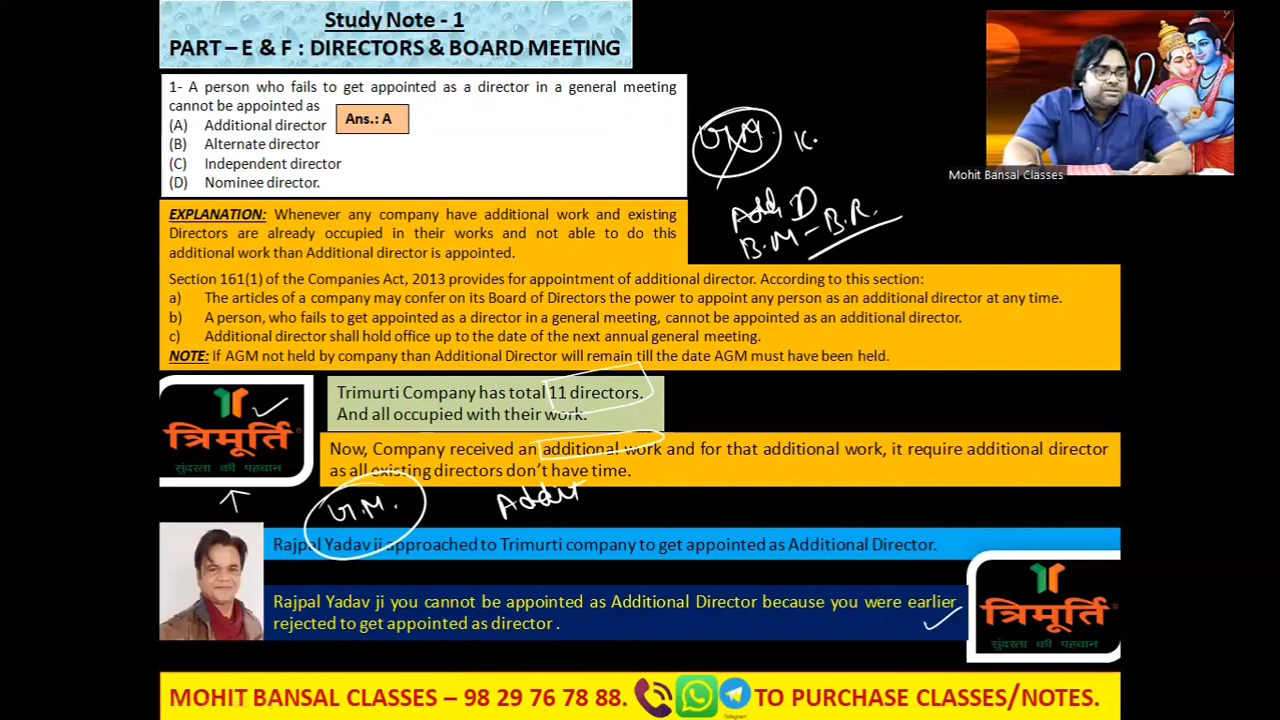 Study Note - 1
PART – E & F : DIRECTORS & BOARD MEETING
1- A person who fails to get appointed as a director in a general meeting
cannot be appointed as
(A) Additional director
Ans.: A
(B) Alternate director
(C) Independent director
(D) Nominee director.
G.M.
Add. D
B.M – B.R.
Mohit Bansal Classes
EXPLANATION: Whenever any company have additional work and existing
Directors are already occupied in their works and not able to do this
additional work than Additional director is appointed.
Section 161(1) of the Companies Act, 2013 provides for appointment of additional director. According to this section:
a) The articles of a company may confer on its Board of Directors the power to appoint any person as an additional director at any time.
b) A person, who fails to get appointed as a director in a general meeting, cannot be appointed as an additional director.
c) Additional director shall hold office up to the date of the next annual general meeting.
NOTE: If AGM not held by company than Additional Director will remain till the date AGM must have been held.
त्रिमूर्ति
सुंदरता की पहचान
Trimurti Company has total 11 directors.
And all occupied with their work.
Now, Company received an additional work and for that additional work, it require additional director
as all existing directors don't have time.
G.M.
Addit
Rajpal Yadav ji approached to Trimurti company to get appointed as Additional Director.
Rajpal Yadav ji you cannot be appointed as Additional Director because you were earlier
rejected to get appointed as director .
त्रिमूर्ति
सुंदरता की पहचान
MOHIT BANSAL CLASSES – 98 29 76 78 88.
Telegram
TO PURCHASE CLASSES/NOTES.